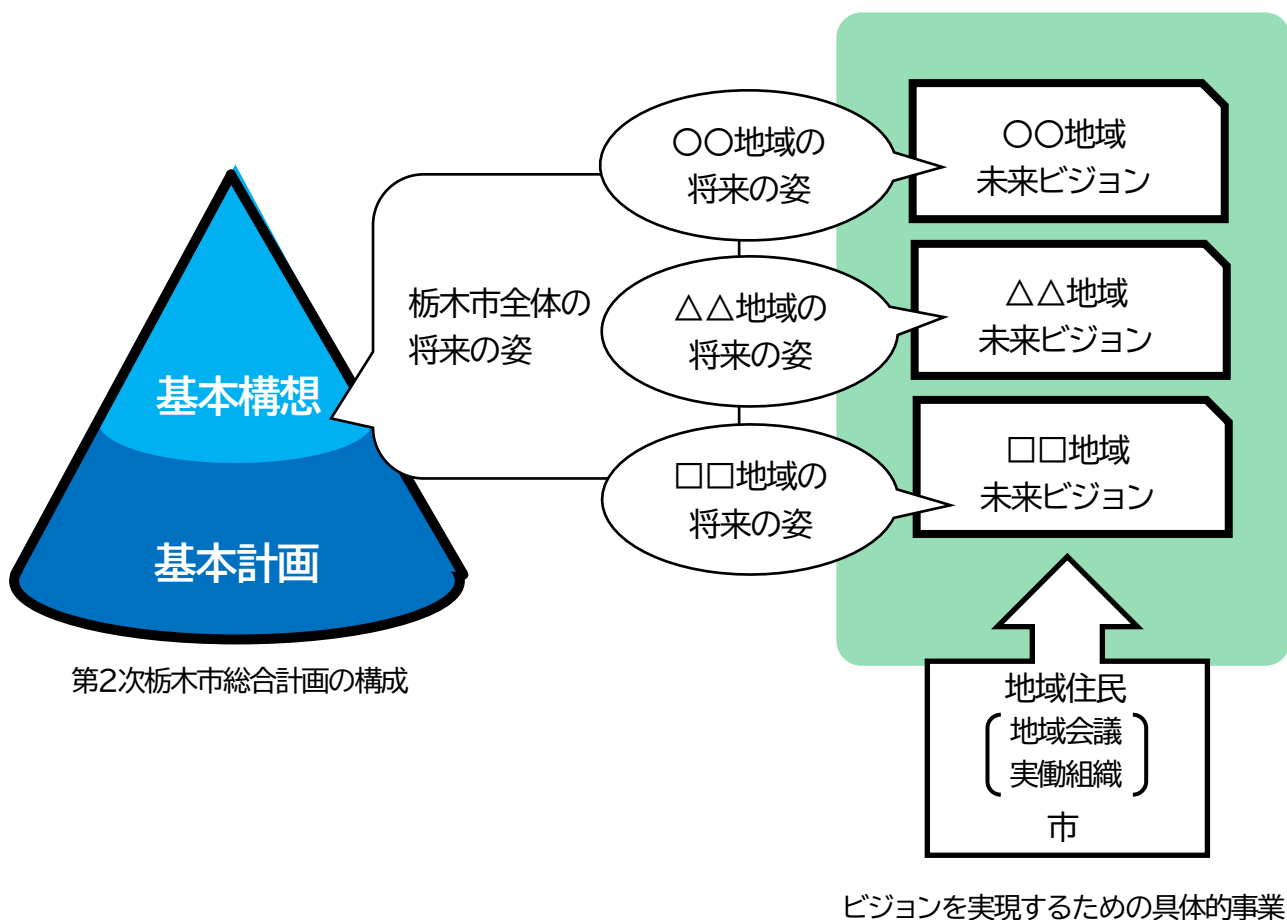 基本構想
基本計画
第2次栃木市総合計画の構成
栃木市全体の
将来の姿
〇〇地域の
将来の姿
△△地域の
将来の姿
□□地域の
将来の姿
〇〇地域
未来ビジョン
△△地域
未来ビジョン
□□地域
未来ビジョン
地域住民
地域会議
実働組織
市
ビジョンを実現するための具体的事業